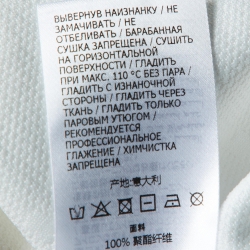 ВЫВЕРНУВ НАИЗНАНКУ / НЕ
ЗАМАЧИВАТЬ / НЕ
ОТБЕЛИВАТЬ / БАРАБАННАЯ
СУШКА ЗАПРЕЩЕНА / СУШИТЬ
НА ГОРИЗОНТАЛЬНОЙ
ПОВЕРХНОСТИ / ГЛАДИТЬ
ПРИ МАКС. 110 °C БЕЗ ПАРА /
ГЛАДИТЬ С ИЗНАНОЧНОЙ
СТОРОНЫ / ГЛАДИТЬ ЧЕРЕЗ
ТКАНЬ / ГЛАДИТЬ ТОЛЬКО
ПАРОВЫМ УТЮГОМ /
РЕКОМЕНДУЕТСЯ
ПРОФЕССИОНАЛЬНОЕ
ГЛАЖЕНИЕ / ХИМЧИСТКА
ЗАПРЕЩЕНА
产地:意大利
面料
100% 聚酯纤维